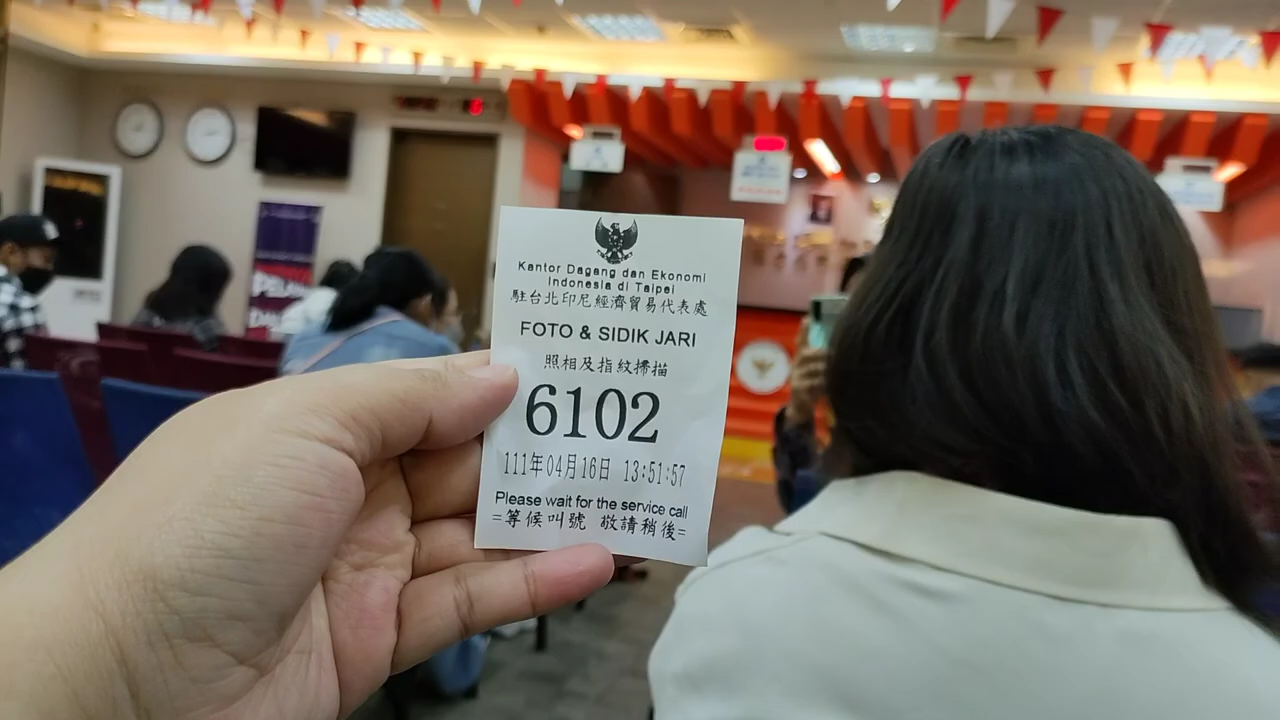 Kantor Dagang dan Ekonomi
Indonesia di Taipei
駐台北印尼經濟貿易代表處
FOTO & SIDIK JARI
照相及指紋掃描
6102
111年04月16日 13:51:57
Please wait for the service call
=等候叫號 敬請稍後=